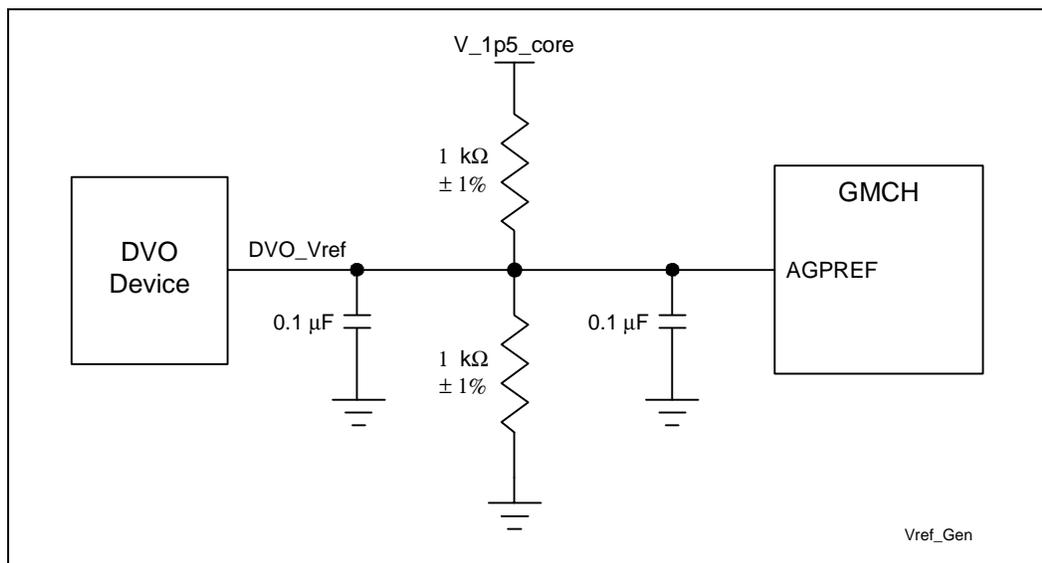 V_1p5_core
1 kΩ
± 1%
GMCH
DVO
Device
DVO_Vref
AGPREF
0.1 µF
0.1 µF
1 kΩ
± 1%
Vref_Gen